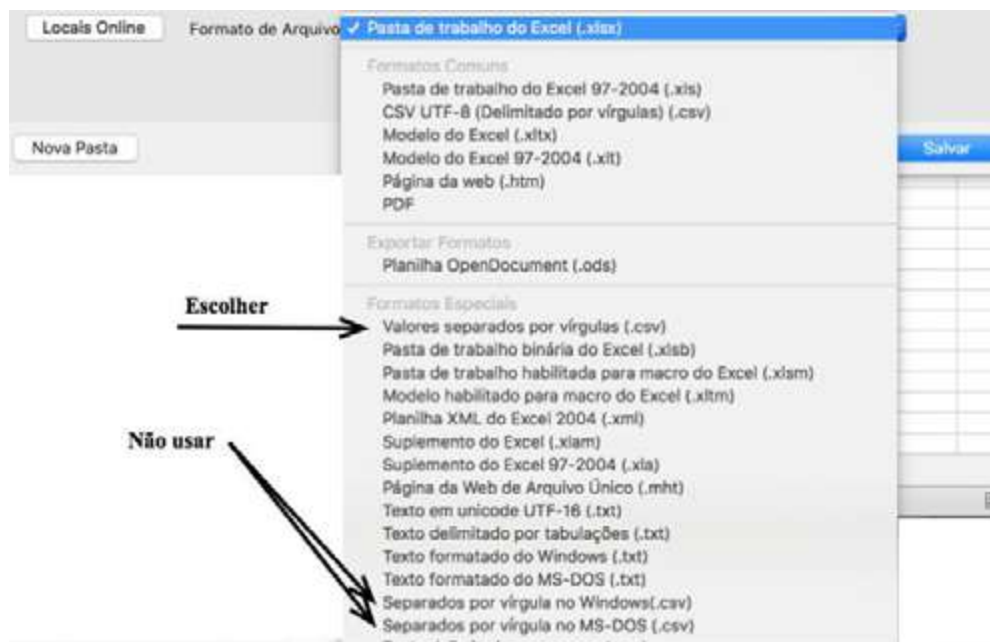 Locais Online
Formato de Arquivo
✓ Pasta de trabalho do Excel (.xlsx)
Formatos Comuns
Pasta de trabalho do Excel 97-2004 (.xls)
CSV UTF-8 (Delimitado por vírgulas) (.csv)
Modelo do Excel (.xltx)
Nova Pasta
Modelo do Excel 97-2004 (.xlt)
Salvar
Página da web (.htm)
PDF
Exportar Formatos
Planilha OpenDocument (.ods)
Formatos Especiais
Escolher
Valores separados por vírgulas (.csv)
Pasta de trabalho binária do Excel (.xlsb)
Pasta de trabalho habilitada para macro do Excel (.xlsm)
Modelo habilitado para macro do Excel (.xltm)
Planilha XML do Excel 2004 (.xml)
Não usar
Suplemento do Excel (.xlam)
Suplemento do Excel 97-2004 (.xla)
Página da Web de Arquivo Único (.mht)
Texto em unicode UTF-16 (.txt)
Texto delimitado por tabulações (.txt)
Texto formatado do Windows (.txt)
Texto formatado do MS-DOS (.txt)
Separados por vírgula no Windows(.csv)
Separados por vírgula no MS-DOS (.csv)